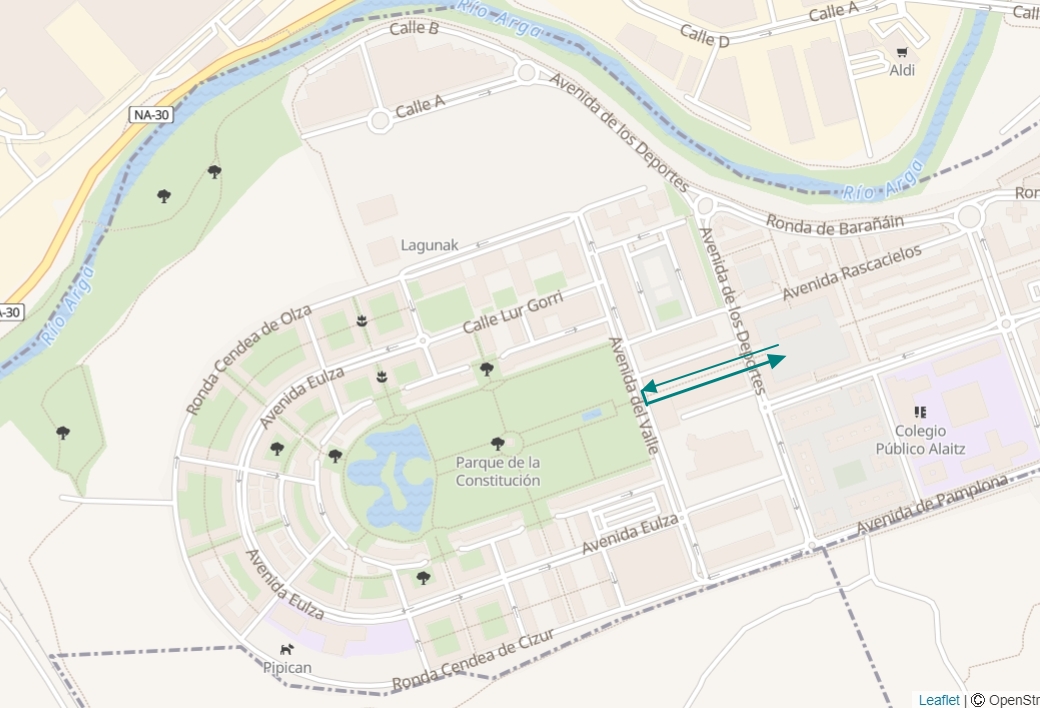 Río Arga
Calle B
Calle D
Calle A
Call
Aldi
NA-30
Calle A
Avenida de los Deportes
Río Arga
Ronda de Barañáin
Ron
Lagunak
Avenida Rascacielos
Avenida de los Deportes
-30
Río Arga
Ronda Cendea de Olza
Calle Lur Gorri
Avenida Eulza
Avenida del Valle
Colegio
Público Alaitz
Parque de la
Constitución
Avenida de Pamplona
Avenida Eulza
Avenida Eulza
Pipican
Ronda Cendea de Cizur
Leaflet | © OpenStr